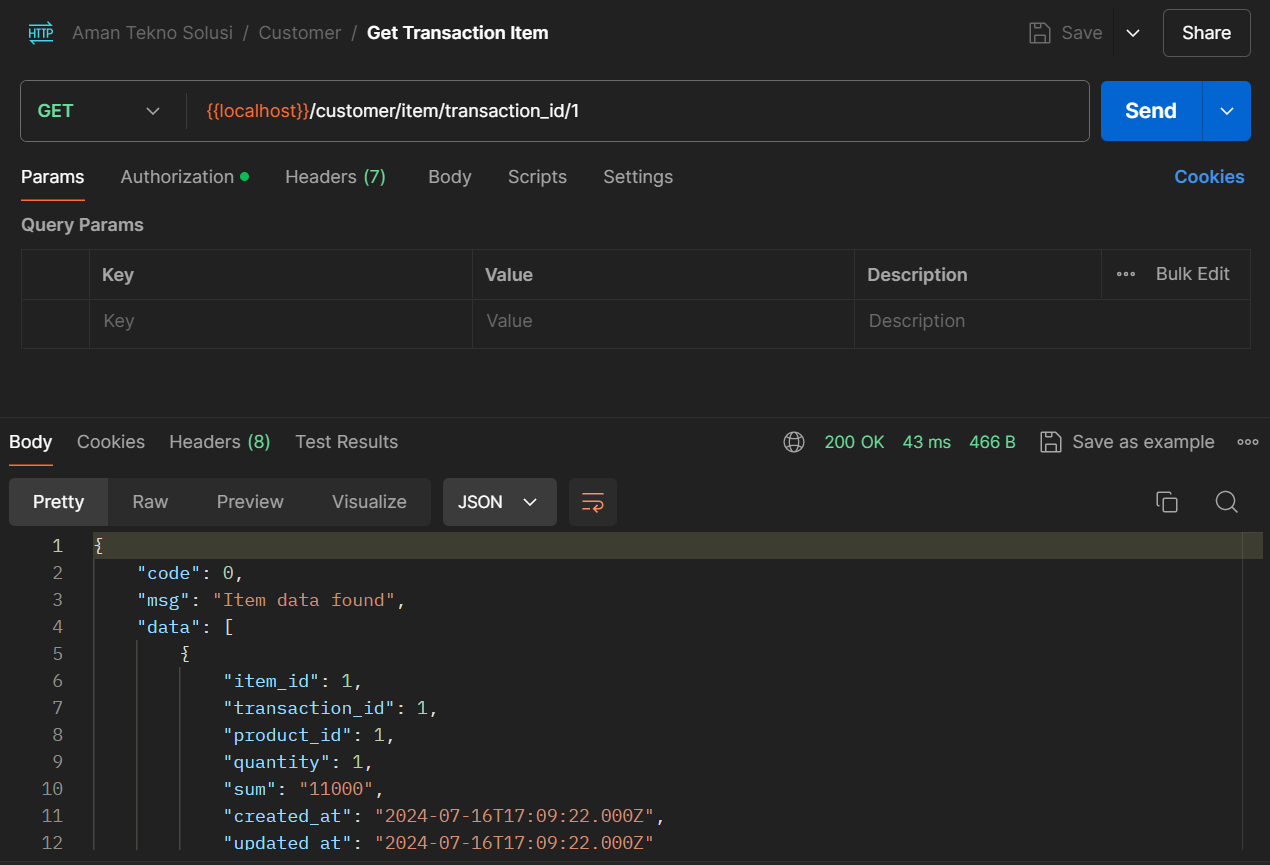 HTTP Aman Tekno Solusi / Customer / Get Transaction Item Save Share
GET {{localhost}}/customer/item/transaction_id/1 Send
Params Authorization Headers (7) Body Scripts Settings Cookies
Query Params
Key Value Description ••• Bulk Edit
Key Value Description
Body Cookies Headers (8) Test Results 200 OK 43 ms 466 B Save as example
Pretty Raw Preview Visualize JSON
1 {
2 "code": 0,
3 "msg": "Item data found",
4 "data": [
5 {
6 "item_id": 1,
7 "transaction_id": 1,
8 "product_id": 1,
9 "quantity": 1,
10 "sum": "11000",
11 "created_at": "2024-07-16T17:09:22.000Z",
12 "updated_at": "2024-07-16T17:09:22.000Z"